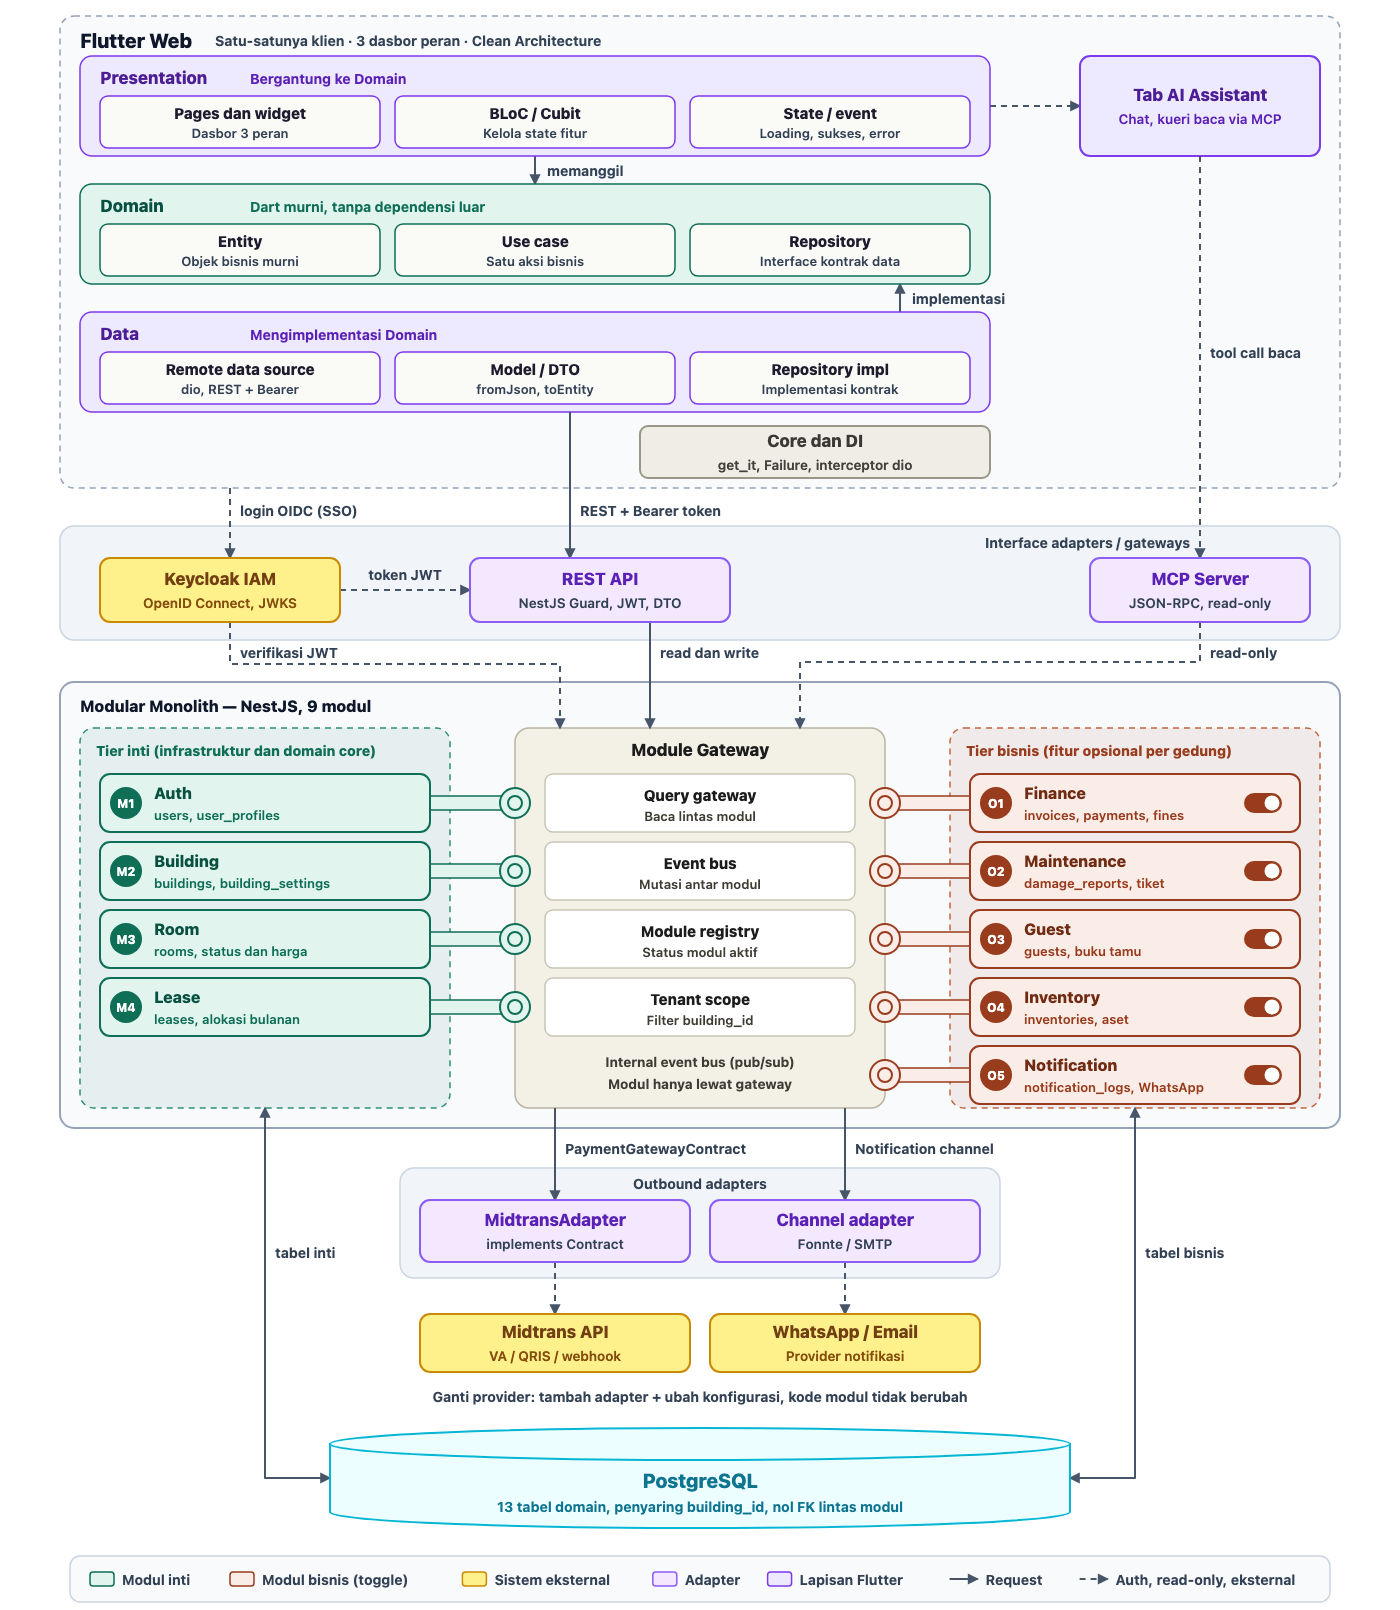 Flutter Web Satu-satunya klien · 3 dasbor peran · Clean Architecture
Presentation Bergantung ke Domain
Pages dan widget
Dasbor 3 peran
BLoC / Cubit
Kelola state fitur
State / event
Loading, sukses, error
Tab AI Assistant
Chat, kueri baca via MCP
memanggil
Domain Dart murni, tanpa dependensi luar
Entity
Objek bisnis murni
Use case
Satu aksi bisnis
Repository
Interface kontrak data
implementasi
Data Mengimplementasi Domain
Remote data source
dio, REST + Bearer
Model / DTO
fromJson, toEntity
Repository impl
Implementasi kontrak
tool call baca
Core dan DI
get_it, Failure, interceptor dio
login OIDC (SSO)
REST + Bearer token
Interface adapters / gateways
Keycloak IAM
OpenID Connect, JWKS
token JWT
REST API
NestJS Guard, JWT, DTO
MCP Server
JSON-RPC, read-only
verifikasi JWT
read dan write
read-only
Modular Monolith — NestJS, 9 modul
Tier inti (infrastruktur dan domain core)
M1
Auth
users, user_profiles
M2
Building
buildings, building_settings
M3
Room
rooms, status dan harga
M4
Lease
leases, alokasi bulanan
Module Gateway
Query gateway
Baca lintas modul
Event bus
Mutasi antar modul
Module registry
Status modul aktif
Tenant scope
Filter building_id
Internal event bus (pub/sub)
Modul hanya lewat gateway
Tier bisnis (fitur opsional per gedung)
O1
Finance
invoices, payments, fines
O2
Maintenance
damage_reports, tiket
O3
Guest
guests, buku tamu
O4
Inventory
inventories, aset
O5
Notification
notification_logs, WhatsApp
PaymentGatewayContract
Notification channel
Outbound adapters
MidtransAdapter
implements Contract
Channel adapter
Fonnte / SMTP
tabel inti
tabel bisnis
Midtrans API
VA / QRIS / webhook
WhatsApp / Email
Provider notifikasi
Ganti provider: tambah adapter + ubah konfigurasi, kode modul tidak berubah
PostgreSQL
13 tabel domain, penyaring building_id, nol FK lintas modul
Modul inti Modul bisnis (toggle) Sistem eksternal Adapter Lapisan Flutter Request Auth, read-only, eksternal